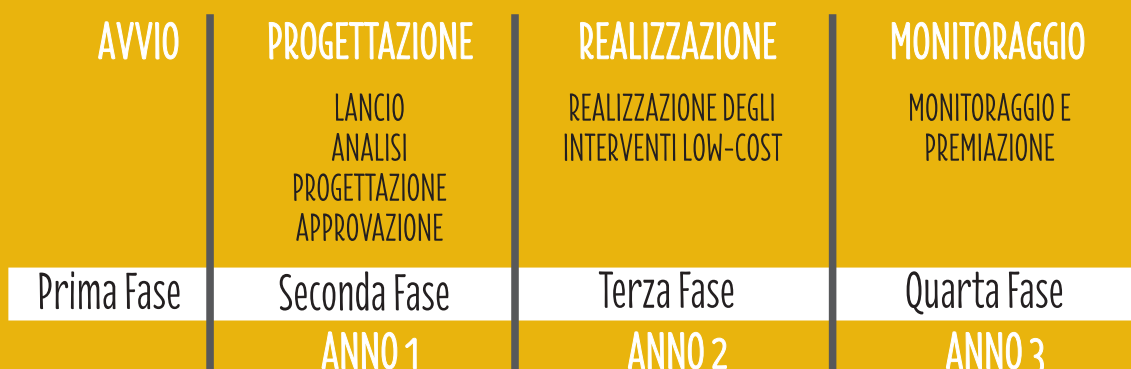 AVVIO
PROGETTAZIONE
REALIZZAZIONE
MONITORAGGIO
LANCIO
ANALISI
PROGETTAZIONE
APPROVAZIONE
REALIZZAZIONE DEGLI
INTERVENTI LOW-COST
MONITORAGGIO E
PREMIAZIONE
Prima Fase
Seconda Fase
Terza Fase
Quarta Fase
ANNO 1
ANNO 2
ANNO 3